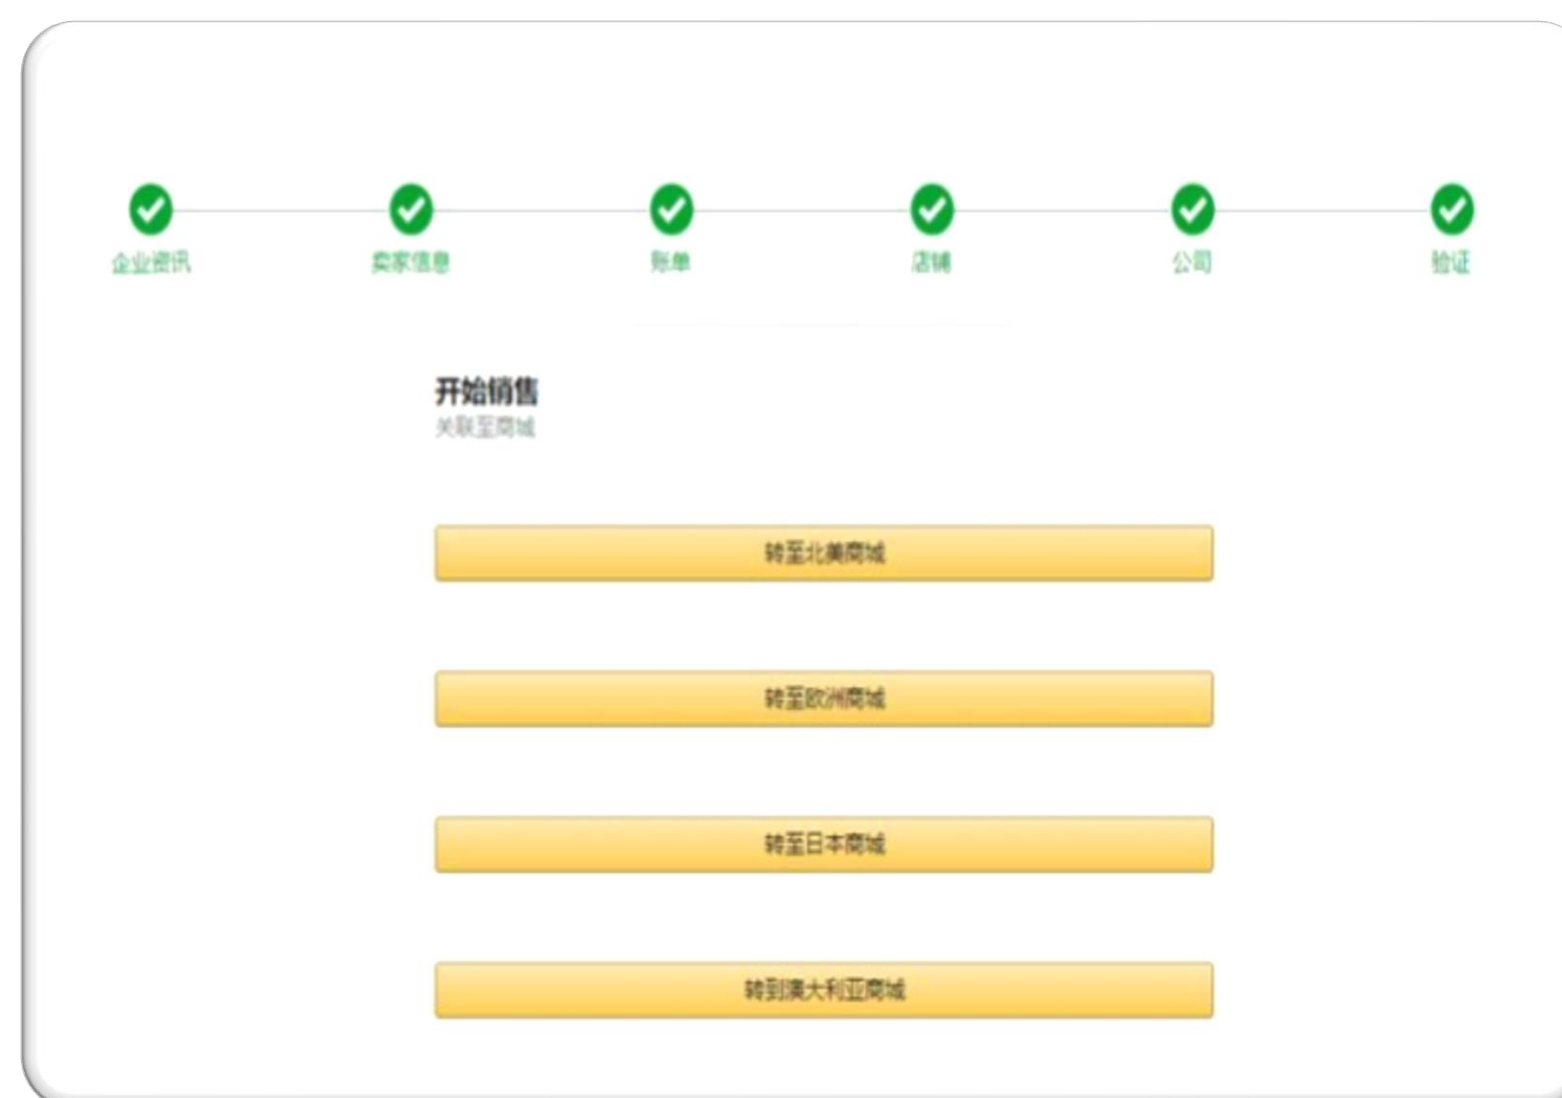 企业资讯 卖家信息 账单 店铺 公司 验证
开始销售
关联至商城
转至北美商城
转至欧洲商城
转至日本商城
转到澳大利亚商城